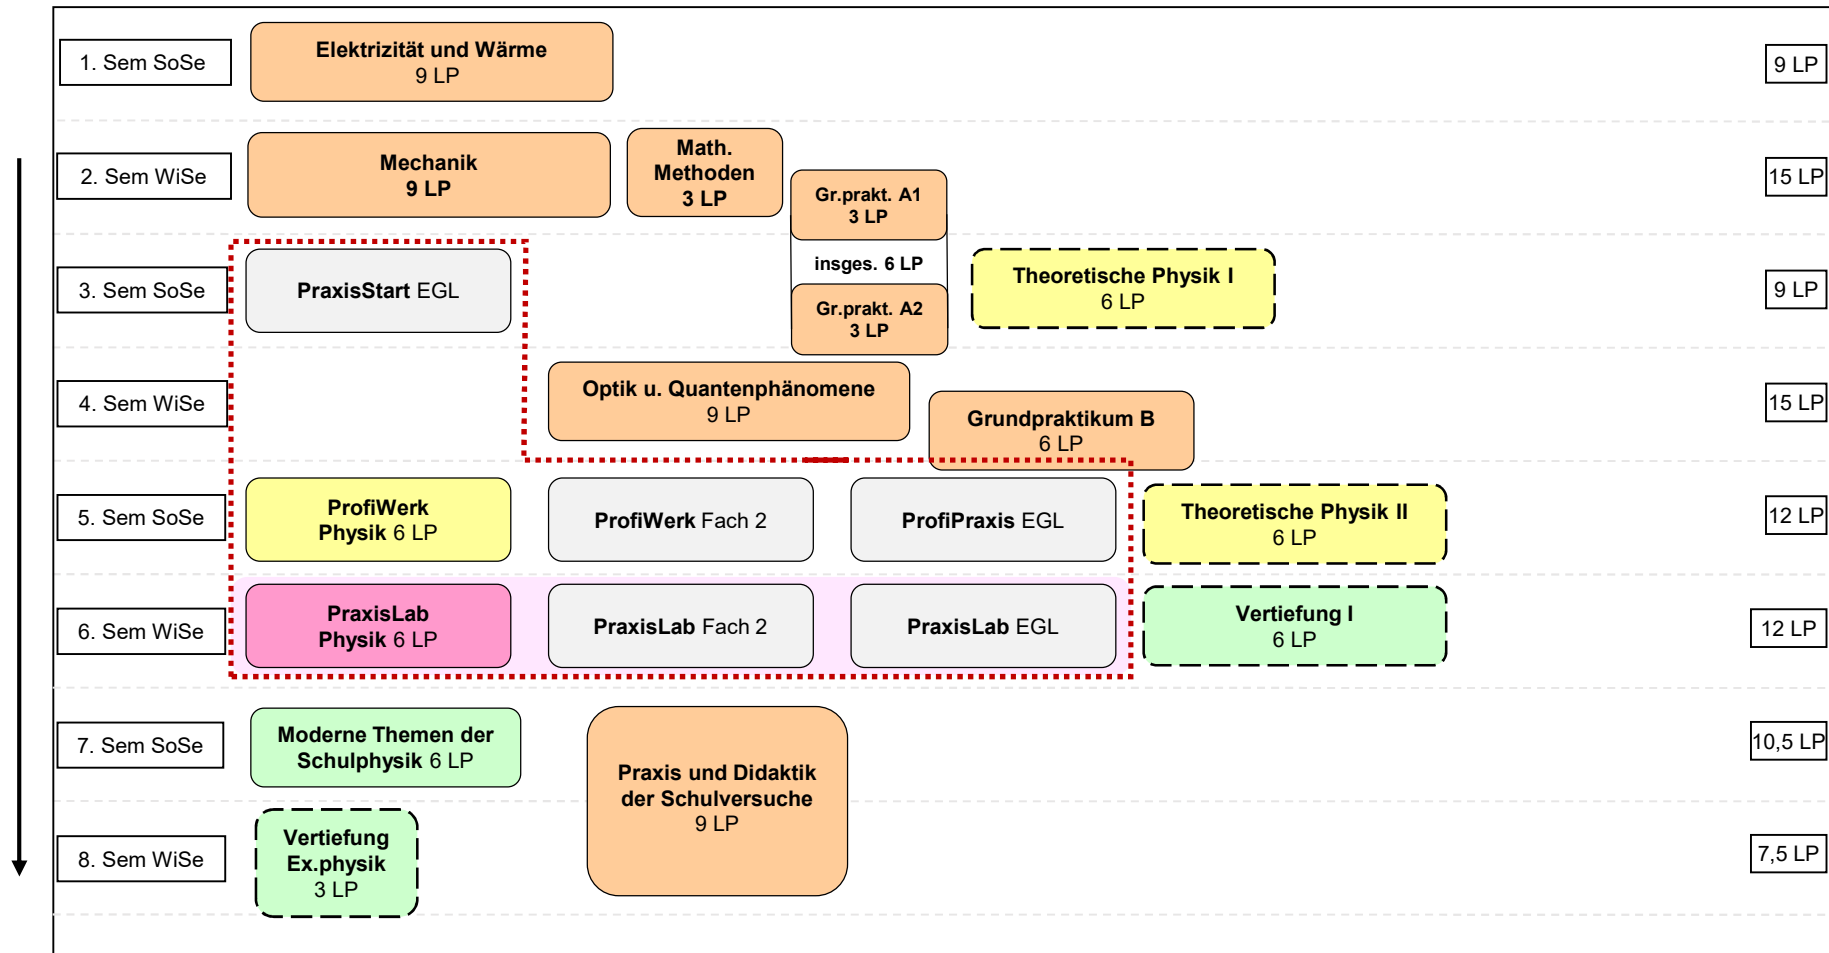 1. Sem SoSe
Elektrizität und Wärme
9 LP
9 LP
2. Sem WiSe
Mechanik
9 LP
Math.
Methoden
3 LP
Gr.prakt. A1
3 LP
15 LP
insges. 6 LP
3. Sem SoSe
PraxisStart EGL
Gr.prakt. A2
3 LP
Theoretische Physik I
6 LP
9 LP
4. Sem WiSe
Optik u. Quantenphänomene
9 LP
Grundpraktikum B
6 LP
15 LP
5. Sem SoSe
ProfiWerk
Physik 6 LP
ProfiWerk Fach 2
ProfiPraxis EGL
Theoretische Physik II
6 LP
12 LP
6. Sem WiSe
PraxisLab
Physik 6 LP
PraxisLab Fach 2
PraxisLab EGL
Vertiefung I
6 LP
12 LP
7. Sem SoSe
Moderne Themen der
Schulphysik 6 LP
Praxis und Didaktik
der Schulversuche
9 LP
10,5 LP
8. Sem WiSe
Vertiefung
Ex.physik
3 LP
7,5 LP